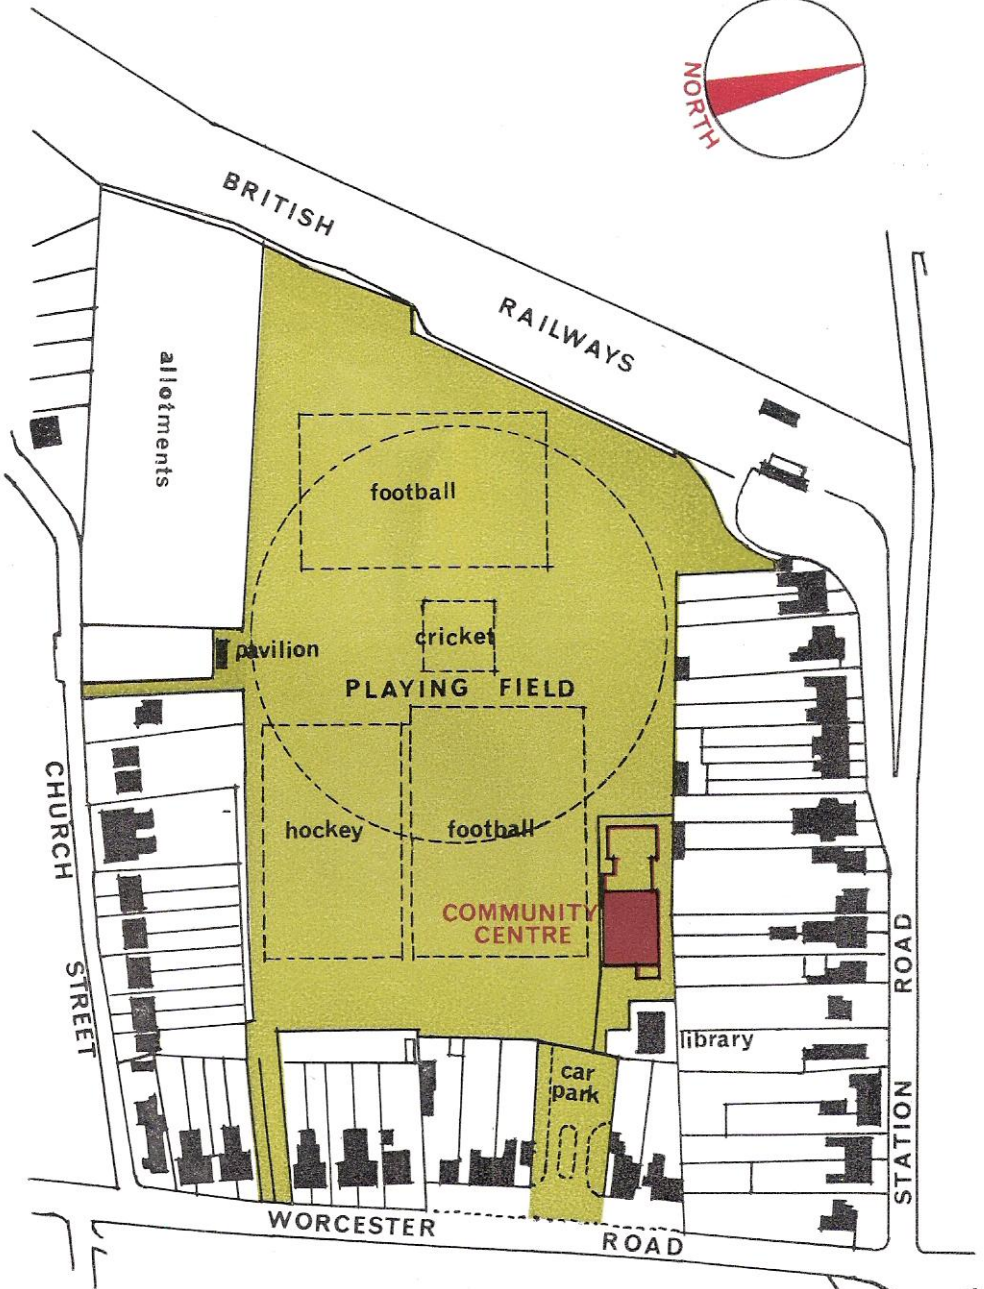 NORTH
BRITISH
RAILWAYS
allotments
football
cricket
pavilion
PLAYING FIELD
hockey
football
COMMUNITY
CENTRE
CHURCH
STREET
library
car
park
STATION ROAD
WORCESTER
ROAD